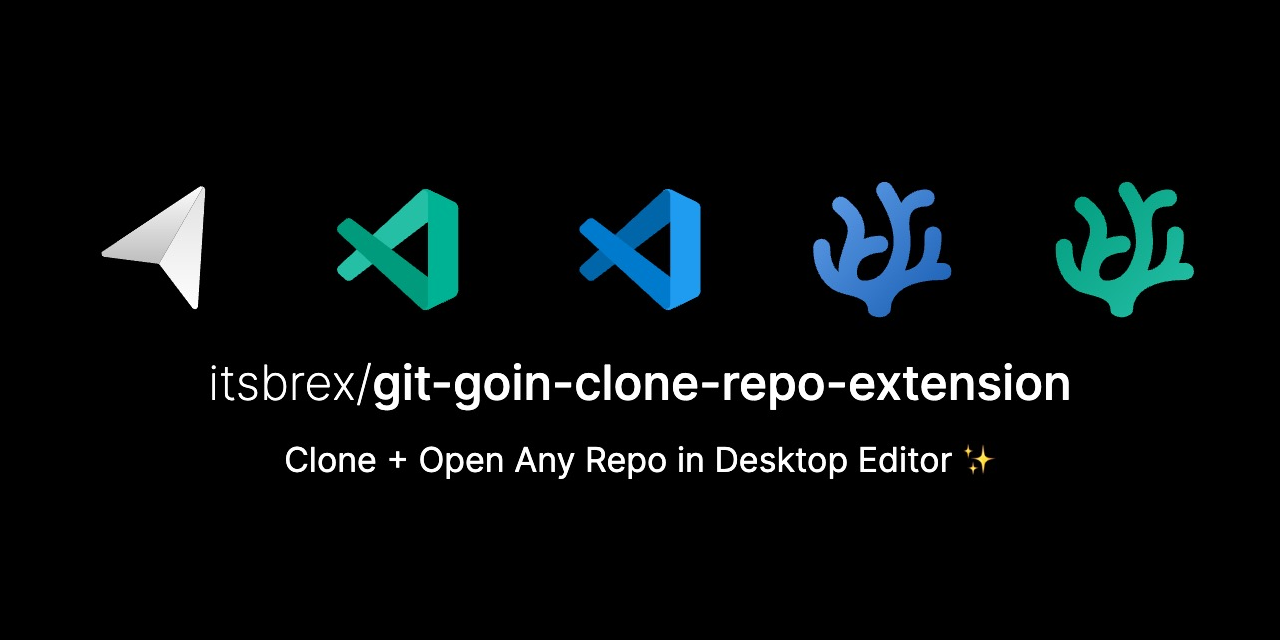 itsbrex/git-goin-clone-repo-extension
Clone + Open Any Repo in Desktop Editor ✨